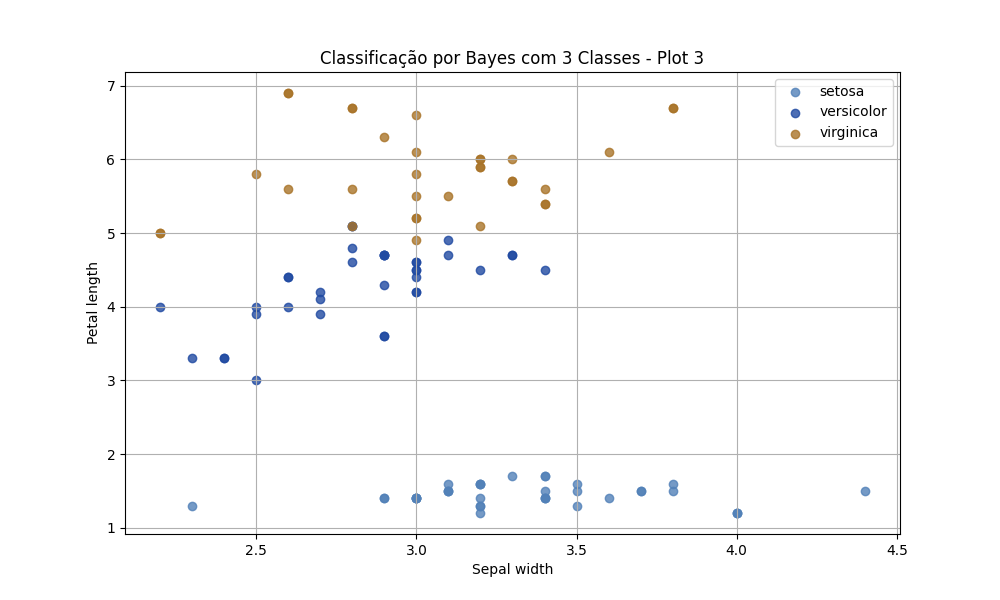 Classificação por Bayes com 3 Classes - Plot 3
setosa
versicolor
virginica
Petal length
7
6
5
4
3
2
1
2.5 3.0 3.5 4.0 4.5
Sepal width